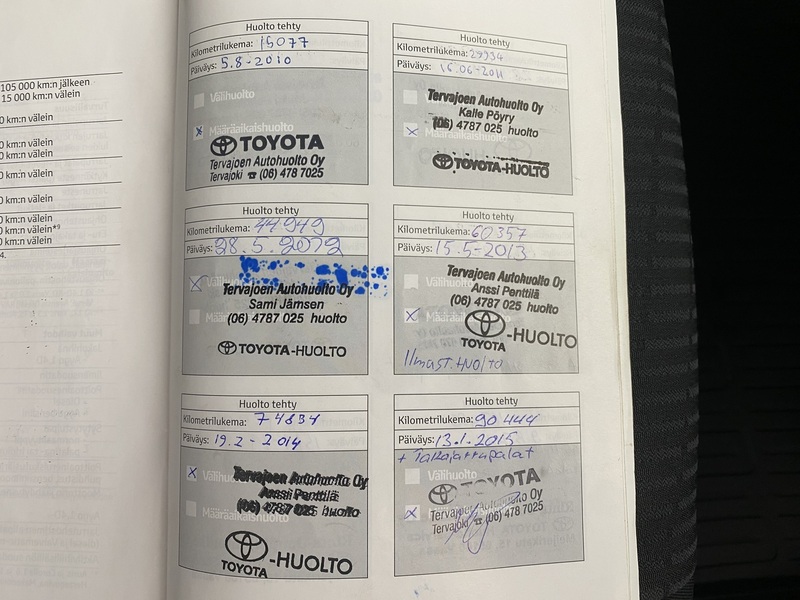 105 000 km:n jälkeen
15 000 km:n välein
0 km:n välein
0 km:n välein
0 km:n välein
0 km:n välein
0 km:n välein
0 km:n välein
0 km:n välein*⁹
0 km:n välein
4.
Huolto tehty
Kilometrilukema: 15077
Päiväys: 5.8-2010
Välihuolto
x Määräaikaishuolto
TOYOTA
Tervajoen Autohuolto Oy
Tervajoki ☎ (06) 478 7025
Huolto tehty
Kilometrilukema: 29934
Päiväys: 16.06-2011
Tervajoen Autohuolto Oy
Kalle Pöyry
(06) 4787 025 huolto
x
TOYOTA-HUOLTO
Huolto tehty
Kilometrilukema: 44949
Päiväys: 28.5.2012
x Välihuolto
Tervajoen Autohuolto Oy
Sami Jämsen
(06) 4787 025 huolto
TOYOTA-HUOLTO
Huolto tehty
Kilometrilukema: 60357
Päiväys: 15.5-2013
Tervajoen Autohuolto Oy
Anssi Penttilä
(06) 4787 025 huolto
x
TOYOTA-HUOLTO
Ilmast. HUOLTO
Huolto tehty
Kilometrilukema: 74834
Päiväys: 19.2-2014
x Välihuolto
Tervajoen Autohuolto Oy
Anssi Penttilä
(06) 4787 025 huolto
Määräaikaishuolto
TOYOTA-HUOLTO
Huolto tehty
Kilometrilukema: 90444
Päiväys: 13.1.2015
+ Takajarrupalat
Välihuolto
TOYOTA
x Tervajoen Autohuolto Oy
Tervajoki ☎ (06) 478 7025